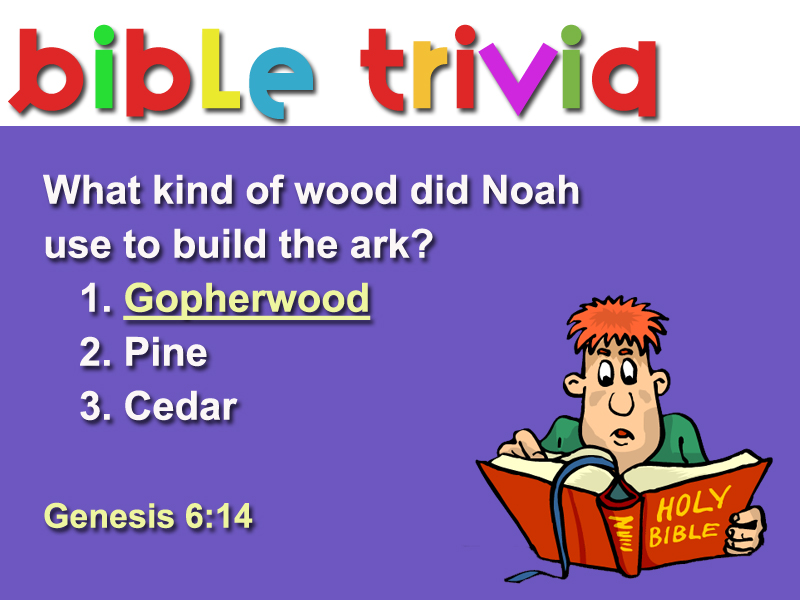 bible trivia
What kind of wood did Noah
use to build the ark?
1. Gopherwood
2. Pine
3. Cedar
Genesis 6:14
HOLY
BIBLE